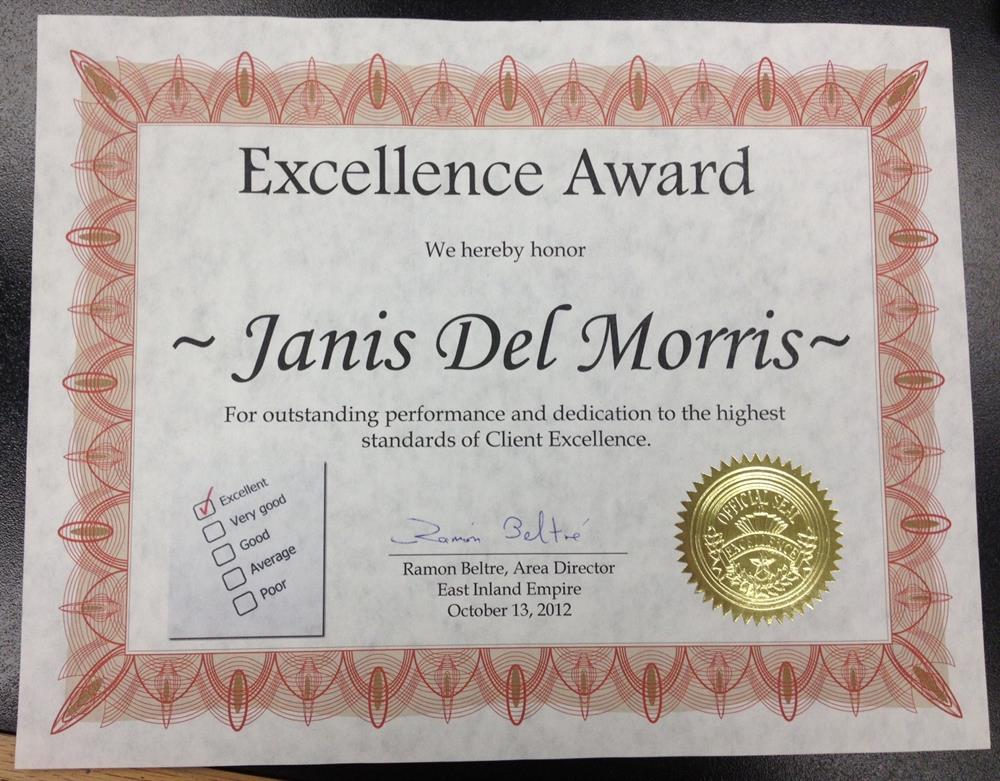 Excellence Award
We hereby honor
~ Janis Del Morris~
For outstanding performance and dedication to the highest
standards of Client Excellence.
Excellent
Very good
Good
Average
Poor
Ramón Beltré
Ramon Beltre, Area Director
East Inland Empire
October 13, 2012
OFFICIAL SEAL
EXCELLENCE